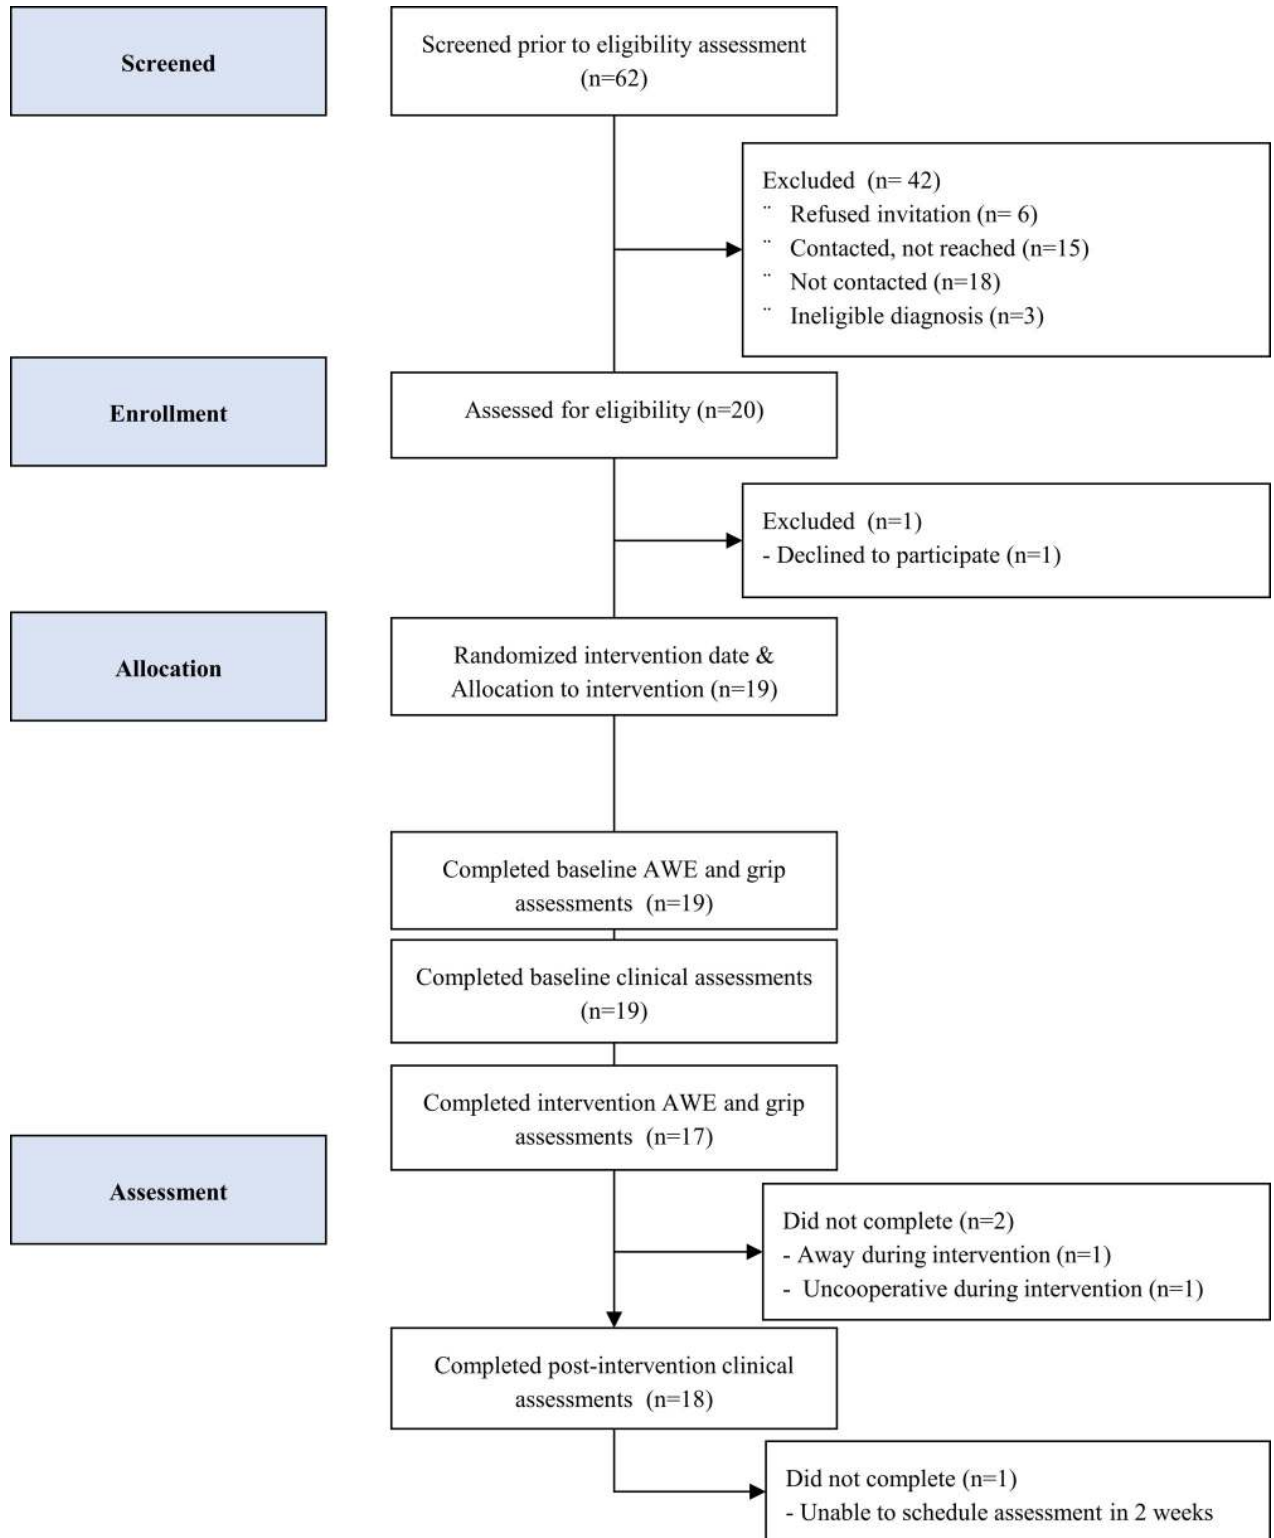 Screened
Screened prior to eligibility assessment
(n=62)
Excluded  (n= 42)
¨ Refused invitation (n= 6)
¨ Contacted, not reached (n=15)
¨ Not contacted (n=18)
¨ Ineligible diagnosis (n=3)
Enrollment
Assessed for eligibility (n=20)
Excluded  (n=1)
- Declined to participate (n=1)
Allocation
Randomized intervention date &
Allocation to intervention (n=19)
Completed baseline AWE and grip
assessments  (n=19)
Completed baseline clinical assessments
(n=19)
Completed intervention AWE and grip
assessments  (n=17)
Assessment
Did not complete (n=2)
- Away during intervention (n=1)
-  Uncooperative during intervention (n=1)
Completed post-intervention clinical
assessments  (n=18)
Did not complete (n=1)
- Unable to schedule assessment in 2 weeks